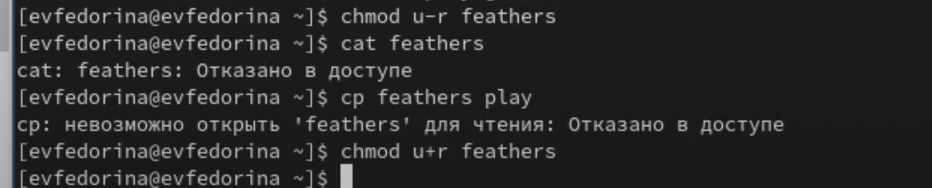 [evfedorina@evfedorina ~]$ chmod u-r feathers
[evfedorina@evfedorina ~]$ cat feathers
cat: feathers: Отказано в доступе
[evfedorina@evfedorina ~]$ cp feathers play
cp: невозможно открыть 'feathers' для чтения: Отказано в доступе
[evfedorina@evfedorina ~]$ chmod u+r feathers
[evfedorina@evfedorina ~]$